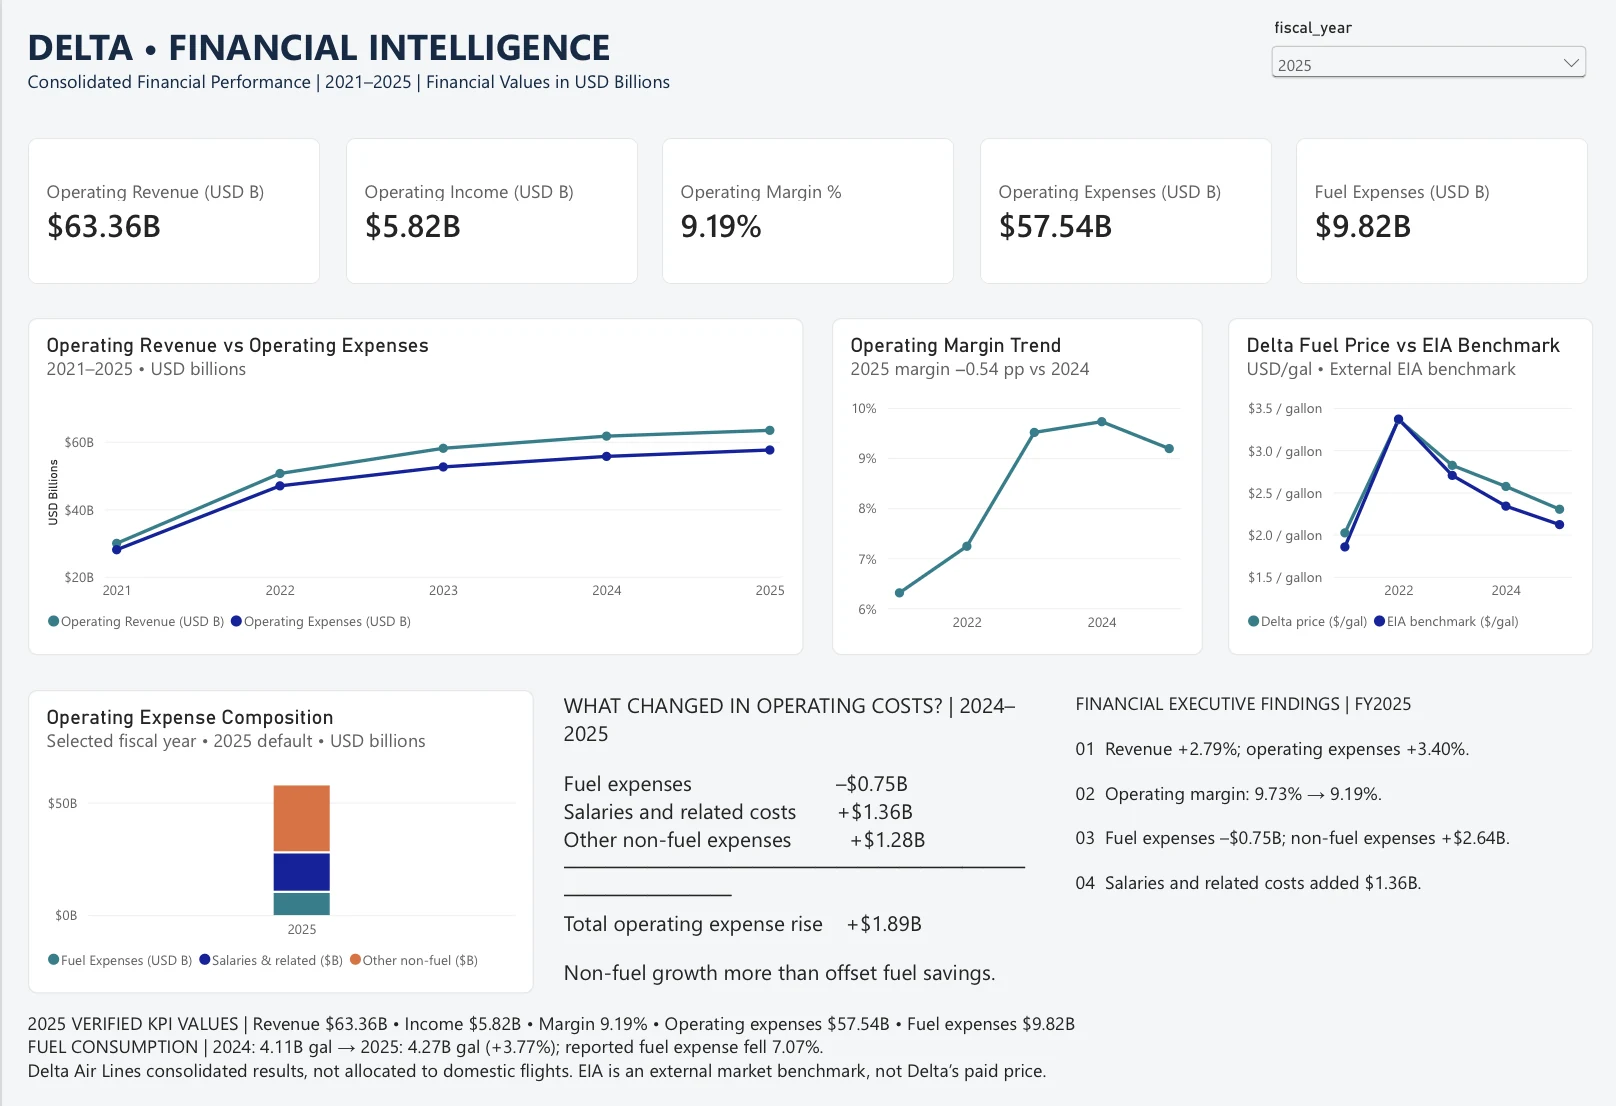 DELTA • FINANCIAL INTELLIGENCE
Consolidated Financial Performance | 2021–2025 | Financial Values in USD Billions
fiscal_year
2025
Operating Revenue (USD B)
$63.36B
Operating Income (USD B)
$5.82B
Operating Margin %
9.19%
Operating Expenses (USD B)
$57.54B
Fuel Expenses (USD B)
$9.82B
Operating Revenue vs Operating Expenses
2021–2025 • USD billions
USD Billions
$60B
$40B
$20B
2021 2022 2023 2024 2025
Operating Revenue (USD B) Operating Expenses (USD B)
Operating Margin Trend
2025 margin –0.54 pp vs 2024
10%
9%
8%
7%
6%
2022 2024
Delta Fuel Price vs EIA Benchmark
USD/gal • External EIA benchmark
$3.5 / gallon
$3.0 / gallon
$2.5 / gallon
$2.0 / gallon
$1.5 / gallon
2022 2024
Delta price ($/gal) EIA benchmark ($/gal)
Operating Expense Composition
Selected fiscal year • 2025 default • USD billions
$50B
$0B
2025
Fuel Expenses (USD B) Salaries & related ($B) Other non-fuel ($B)
WHAT CHANGED IN OPERATING COSTS? | 2024–
2025
Fuel expenses –$0.75B
Salaries and related costs +$1.36B
Other non-fuel expenses +$1.28B
Total operating expense rise +$1.89B
Non-fuel growth more than offset fuel savings.
FINANCIAL EXECUTIVE FINDINGS | FY2025
01 Revenue +2.79%; operating expenses +3.40%.
02 Operating margin: 9.73% → 9.19%.
03 Fuel expenses –$0.75B; non-fuel expenses +$2.64B.
04 Salaries and related costs added $1.36B.
2025 VERIFIED KPI VALUES | Revenue $63.36B • Income $5.82B • Margin 9.19% • Operating expenses $57.54B • Fuel expenses $9.82B
FUEL CONSUMPTION | 2024: 4.11B gal → 2025: 4.27B gal (+3.77%); reported fuel expense fell 7.07%.
Delta Air Lines consolidated results, not allocated to domestic flights. EIA is an external market benchmark, not Delta's paid price.